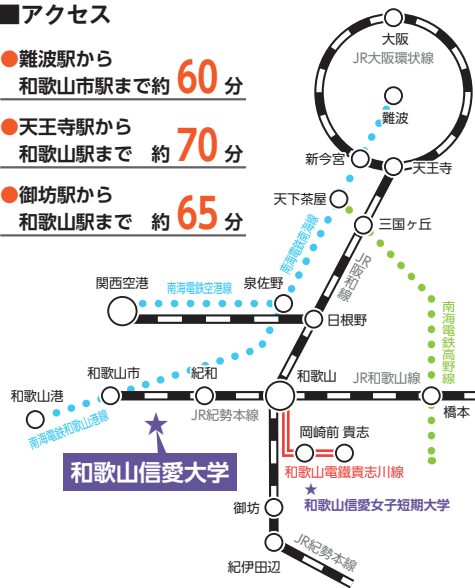 ■アクセス
●難波駅から
和歌山市駅まで約 60 分
●天王寺駅から
和歌山駅まで 約 70 分
●御坊駅から
和歌山駅まで 約 65 分
大阪
JR大阪環状線
難波
新今宮
天王寺
天下茶屋
三国ヶ丘
南海電鉄南海線
JR阪和線
関西空港
南海電鉄空港線
泉佐野
日根野
南海電鉄高野線
和歌山市
紀和
和歌山
JR和歌山線
和歌山港
JR紀勢本線
橋本
南海電鉄和歌山港線
岡崎前 貴志
和歌山信愛大学
和歌山電鐵貴志川線
★
和歌山信愛女子短期大学
御坊
紀伊田辺
JR紀勢本線